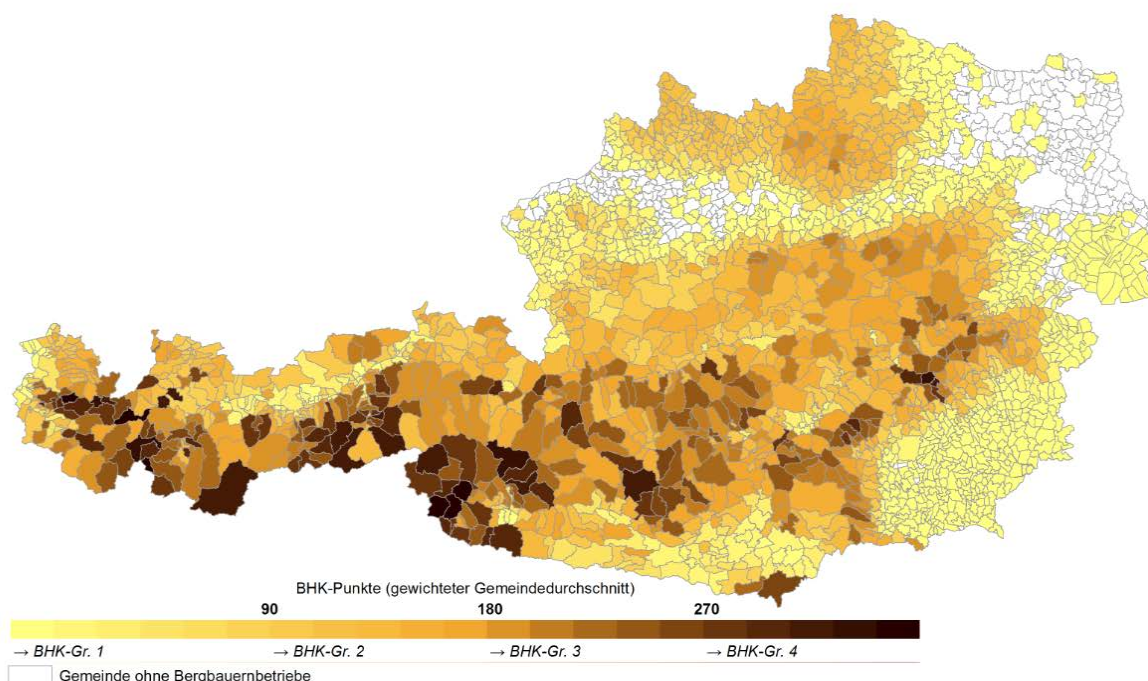 BHK-Punkte (gewichteter Gemeindedurchschnitt)
90 180 270
→ BHK-Gr. 1 → BHK-Gr. 2 → BHK-Gr. 3 → BHK-Gr. 4
Gemeinde ohne Bergbauernbetriebe